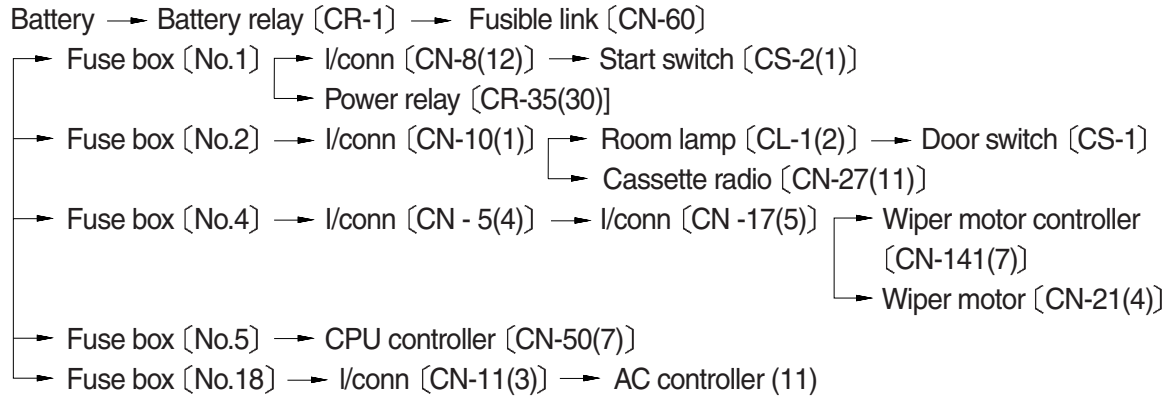 Battery → Battery relay〔CR-1〕→ Fusible link〔CN-60〕
→ Fuse box〔No.1〕→ I/conn〔CN-8(12)〕→ Start switch〔CS-2(1)〕
→ Power relay〔CR-35(30)]
→ Fuse box〔No.2〕→ I/conn〔CN-10(1)〕→ Room lamp〔CL-1(2)〕→ Door switch〔CS-1〕
→ Cassette radio〔CN-27(11)〕
→ Fuse box〔No.4〕→ I/conn〔CN - 5(4)〕→ I/conn〔CN -17(5)〕→ Wiper motor controller
〔CN-141(7)〕
→ Wiper motor〔CN-21(4)〕
→ Fuse box〔No.5〕→ CPU controller〔CN-50(7)〕
→ Fuse box〔No.18〕→ I/conn〔CN-11(3)〕→ AC controller (11)